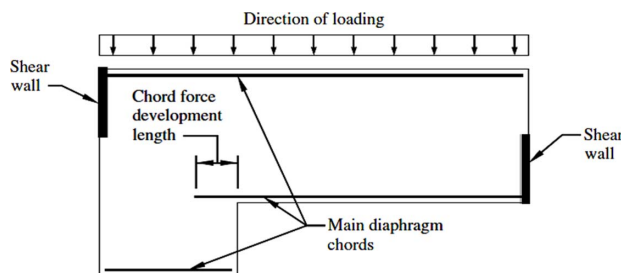 Direction of loading
Shear
wall
Chord force
development
length
Shear
wall
Main diaphragm
chords